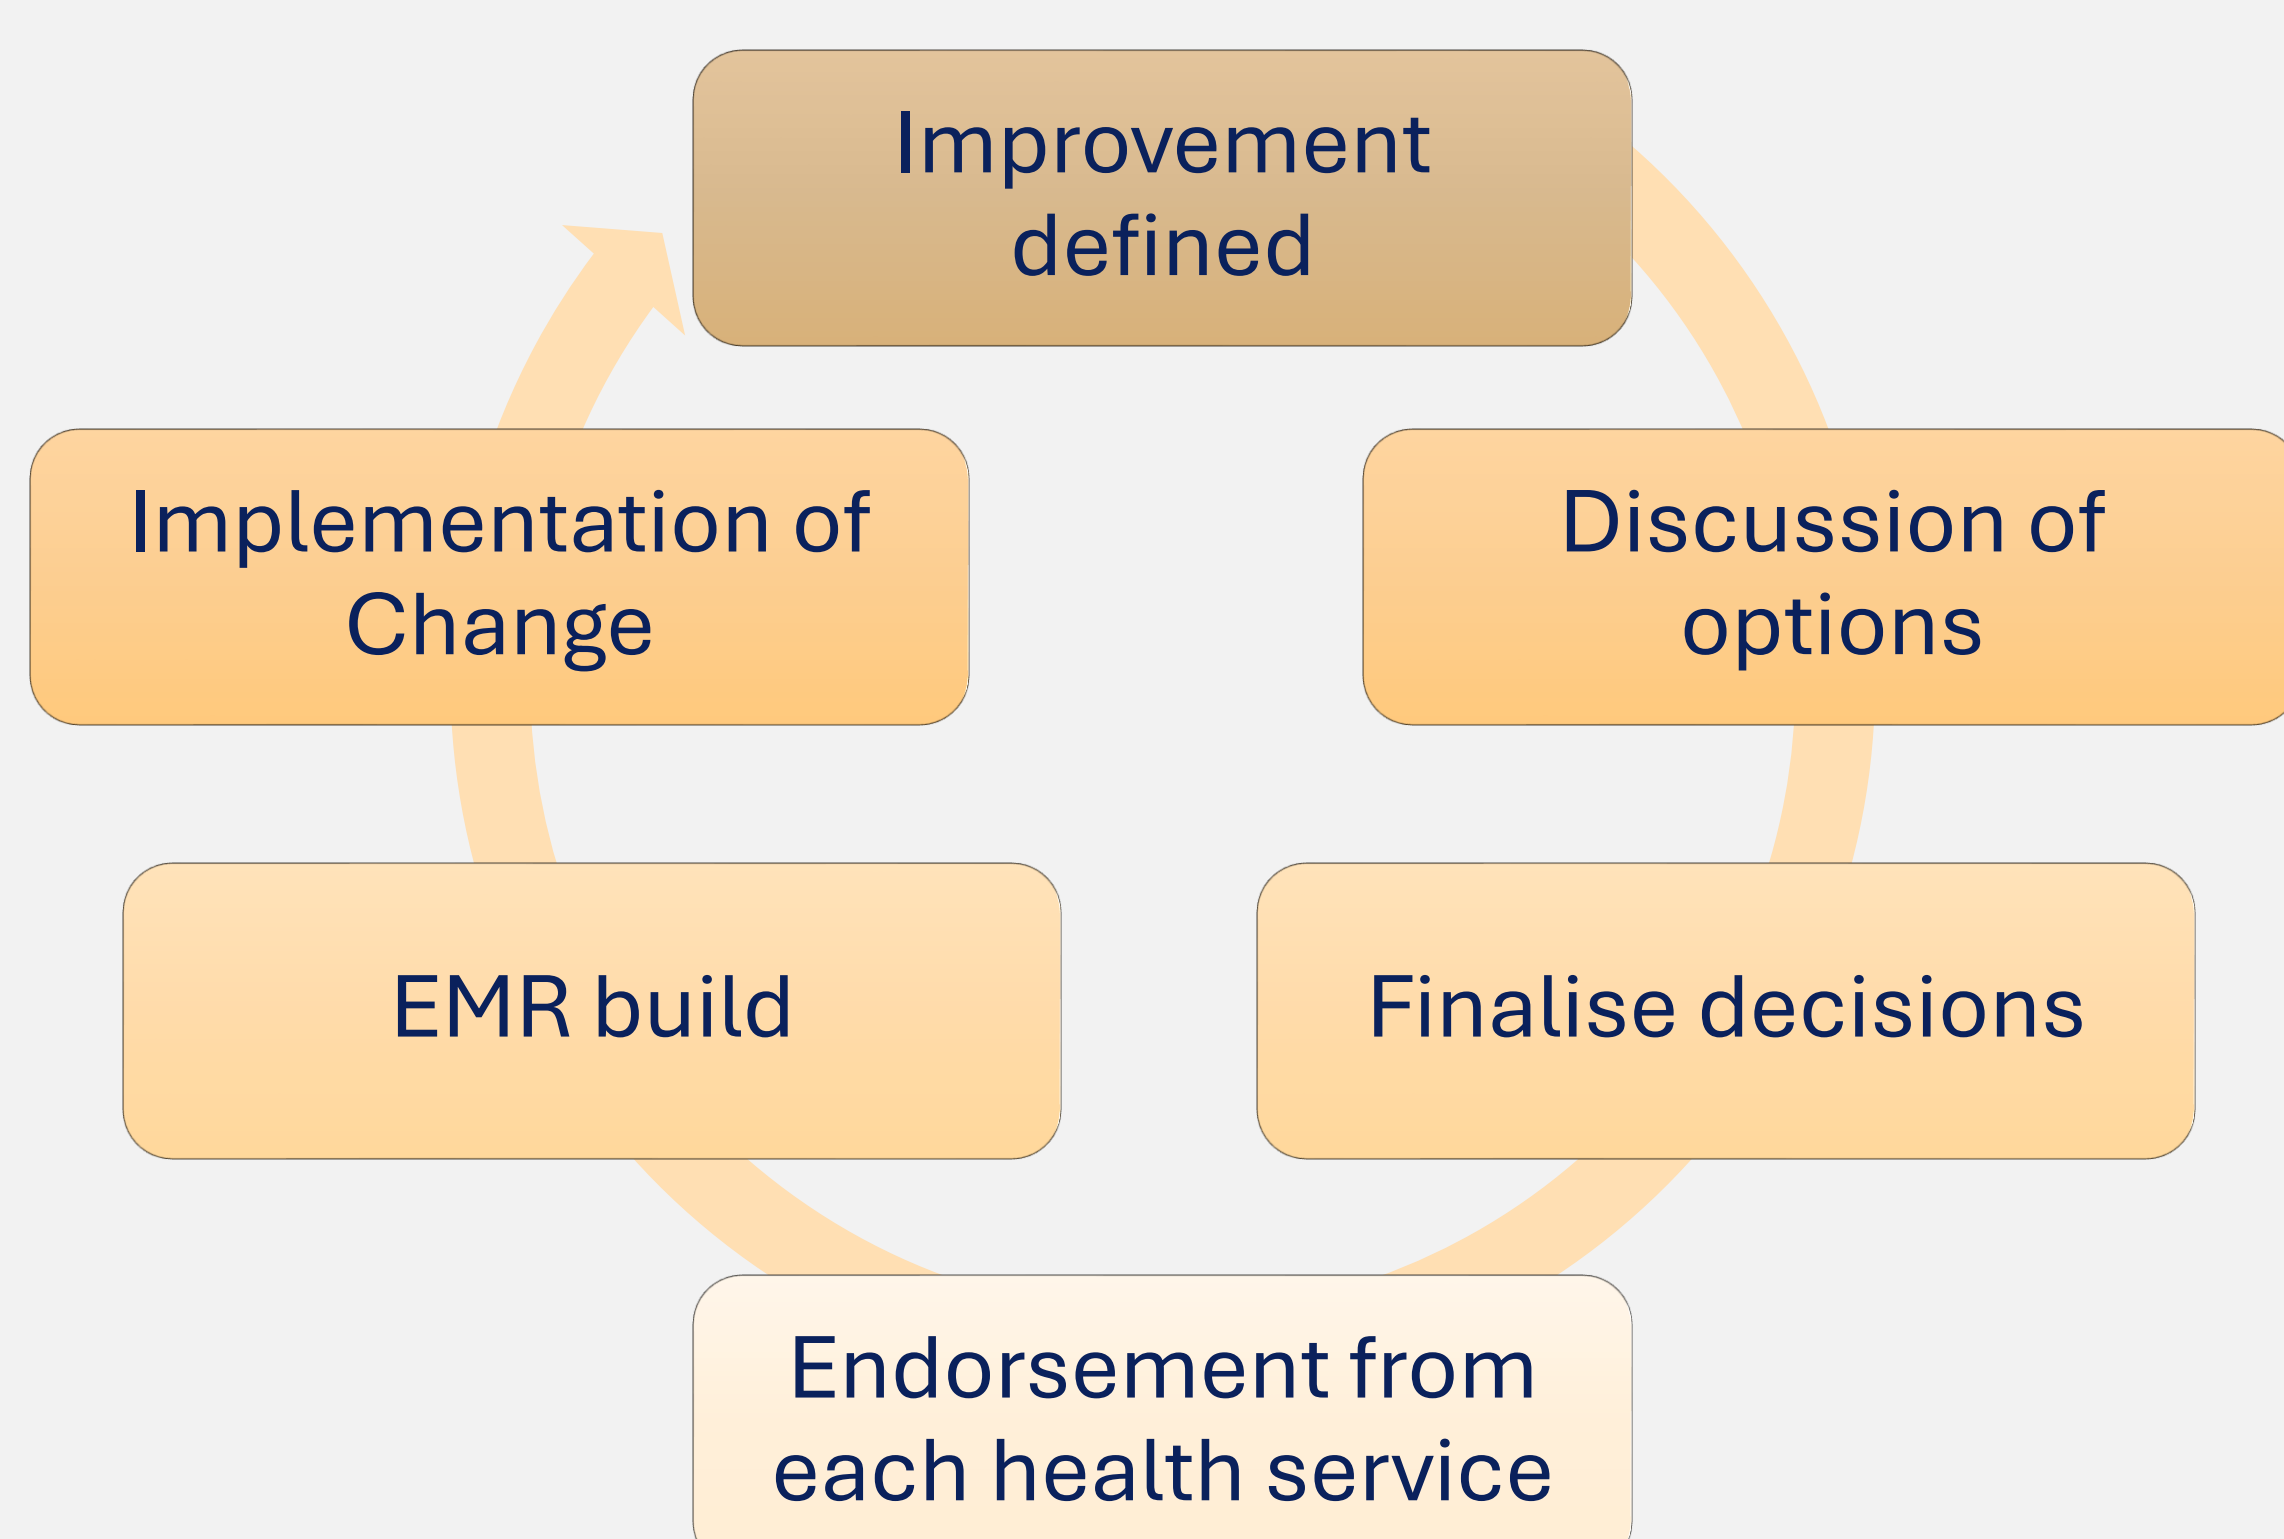 Improvement
defined
Discussion of
options
Finalise decisions
Endorsement from
each health service
EMR build
Implementation of
Change